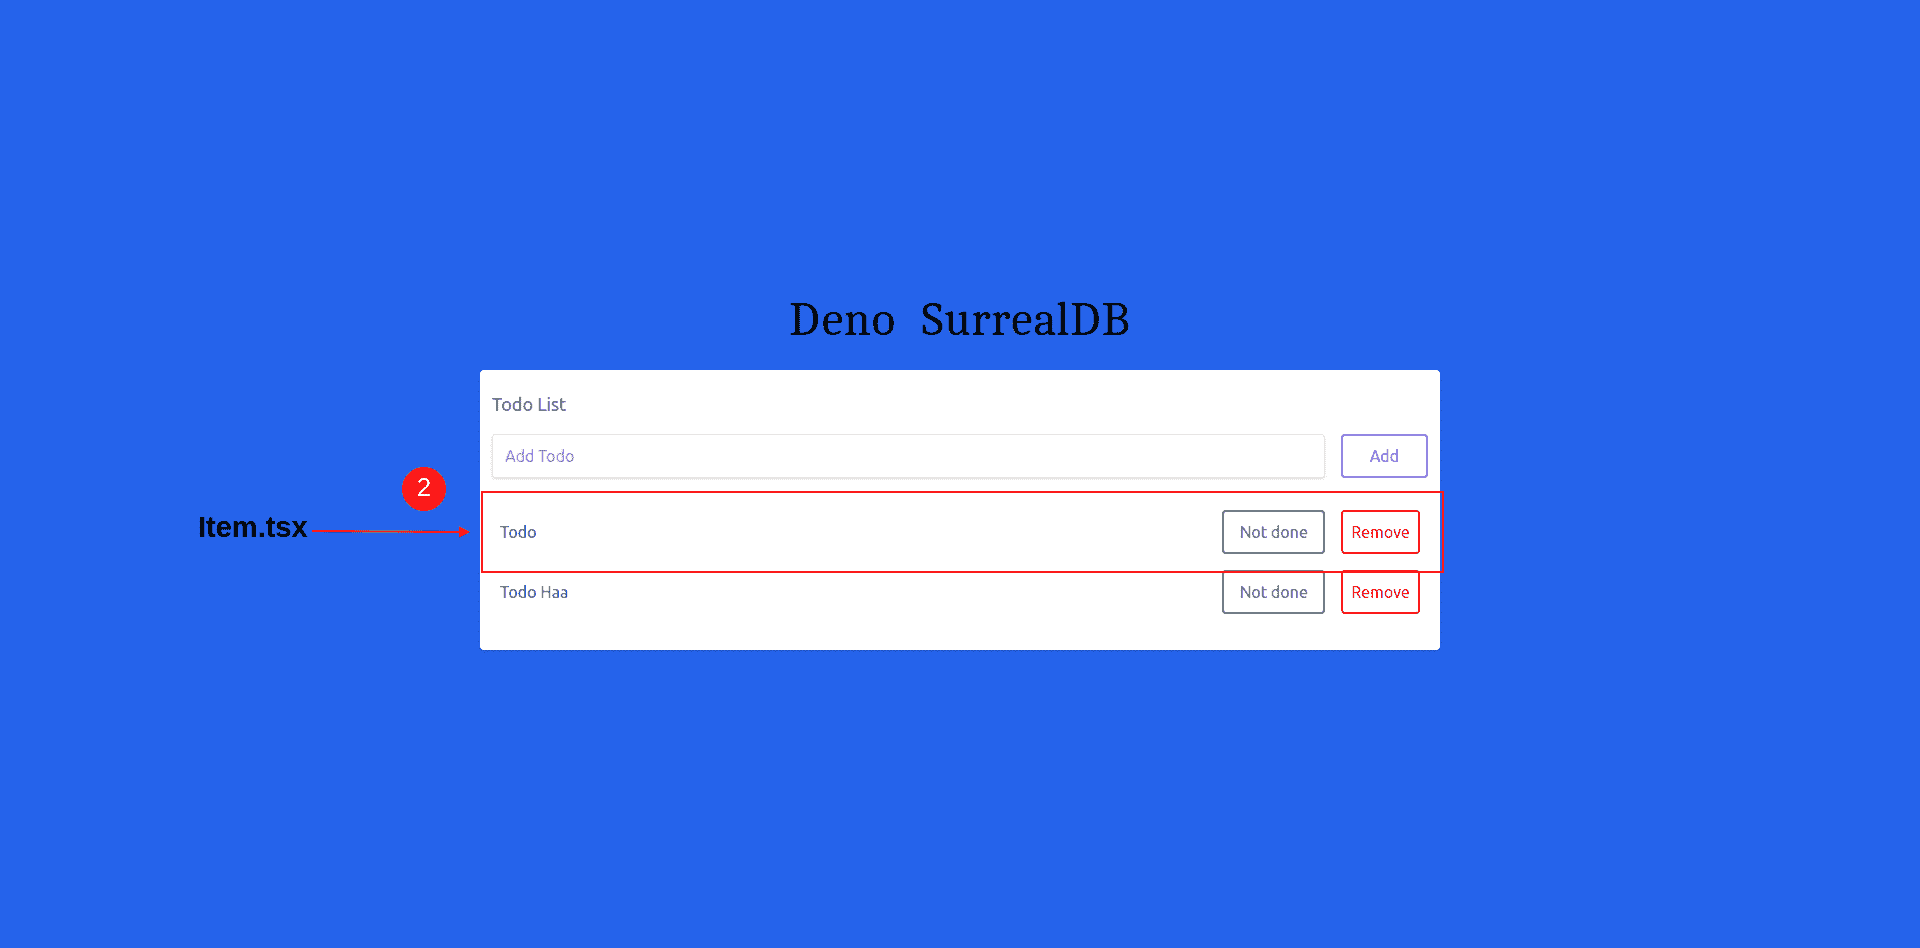 Deno SurrealDB
Todo List
Add Todo Add
2
Item.tsx
Todo Not done Remove
Todo Haa Not done Remove